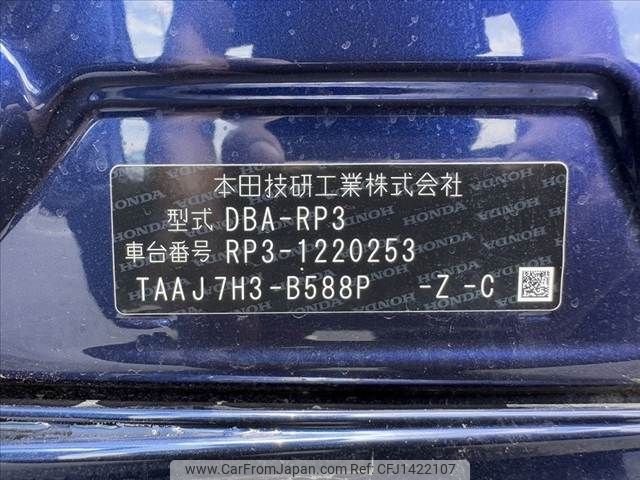 本田技研工業株式会社
型式 DBA-RP3
車台番号 RP3-1220253
TAAJ7H3-B588P -Z -C
www.CarFromJapan.com Ref:CFJ1422107